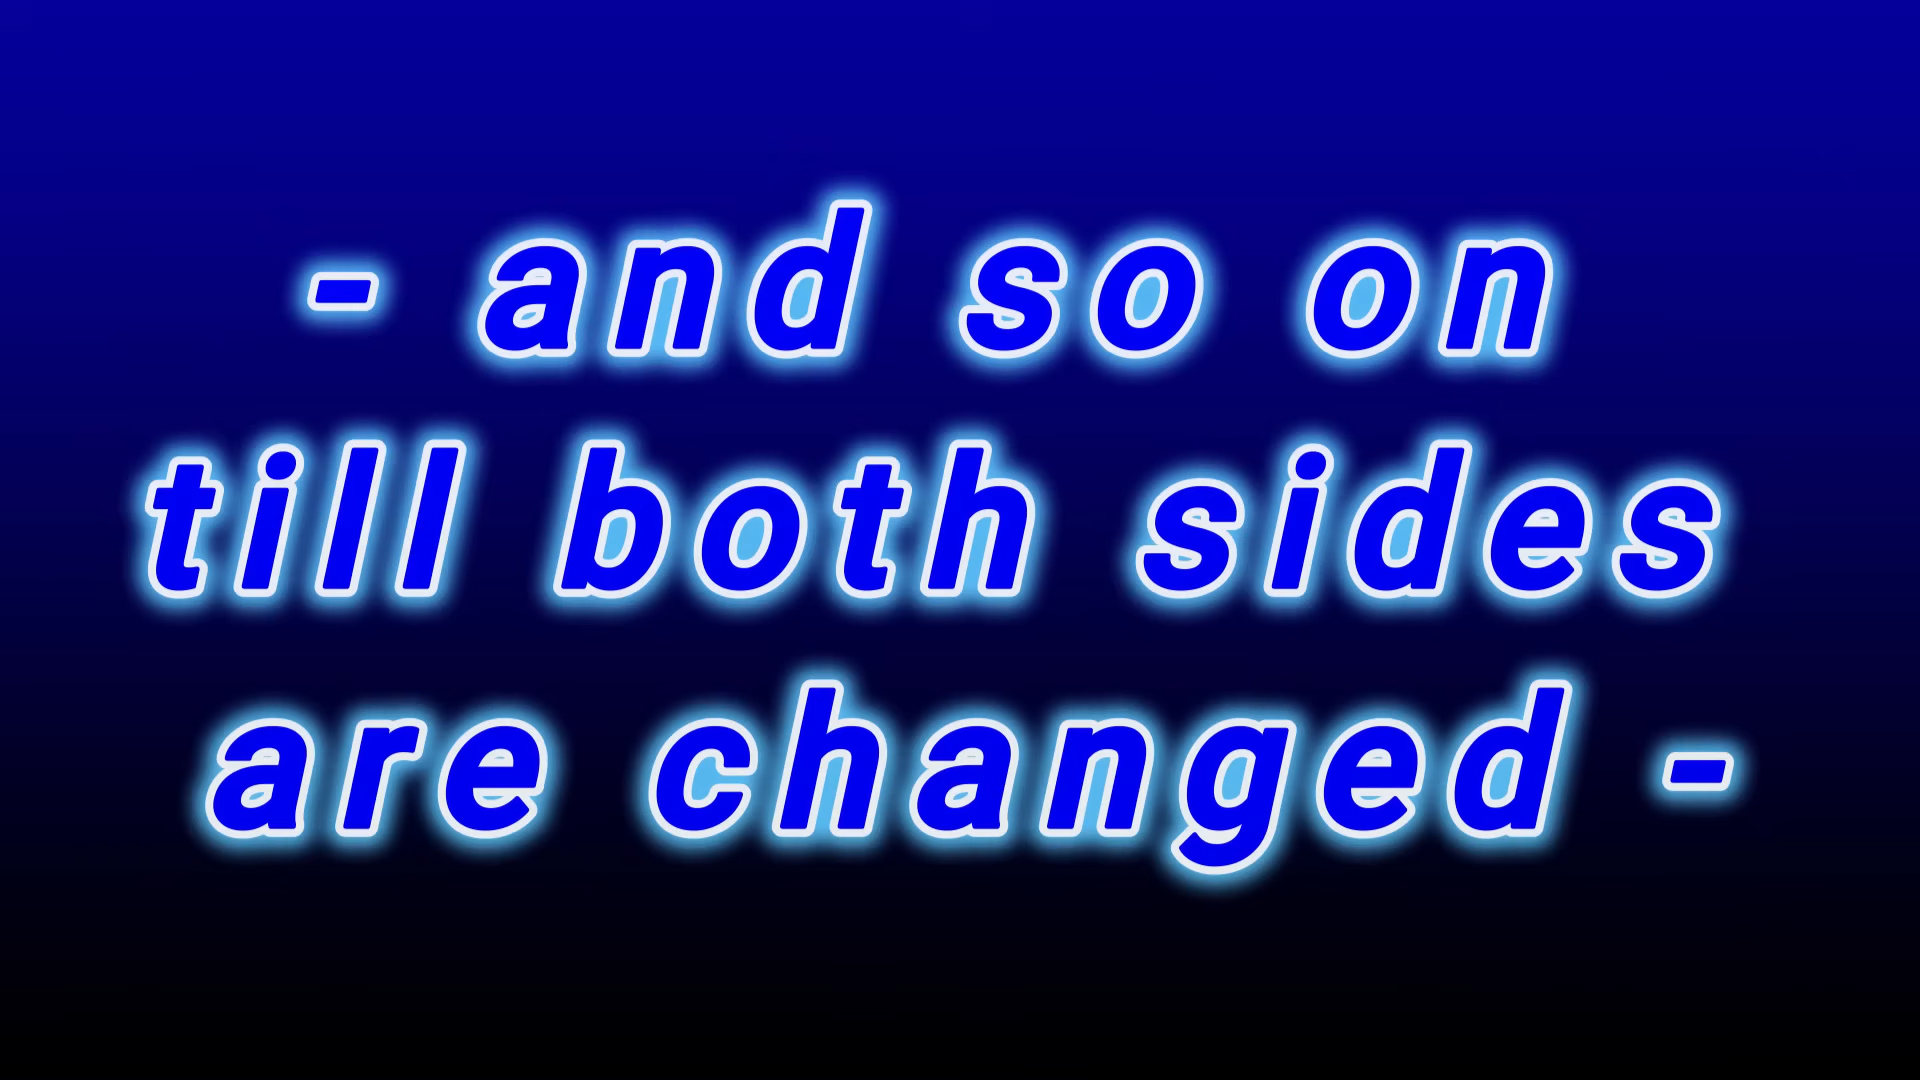 - and so on
till both sides
are changed -